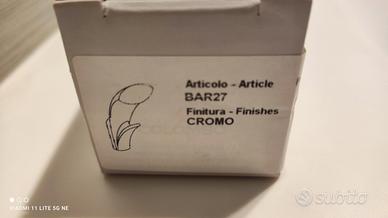 Articolo - Article
BAR27
Finitura - Finishes
CROMO
XIAOMI 11 LITE 5G NE
subito